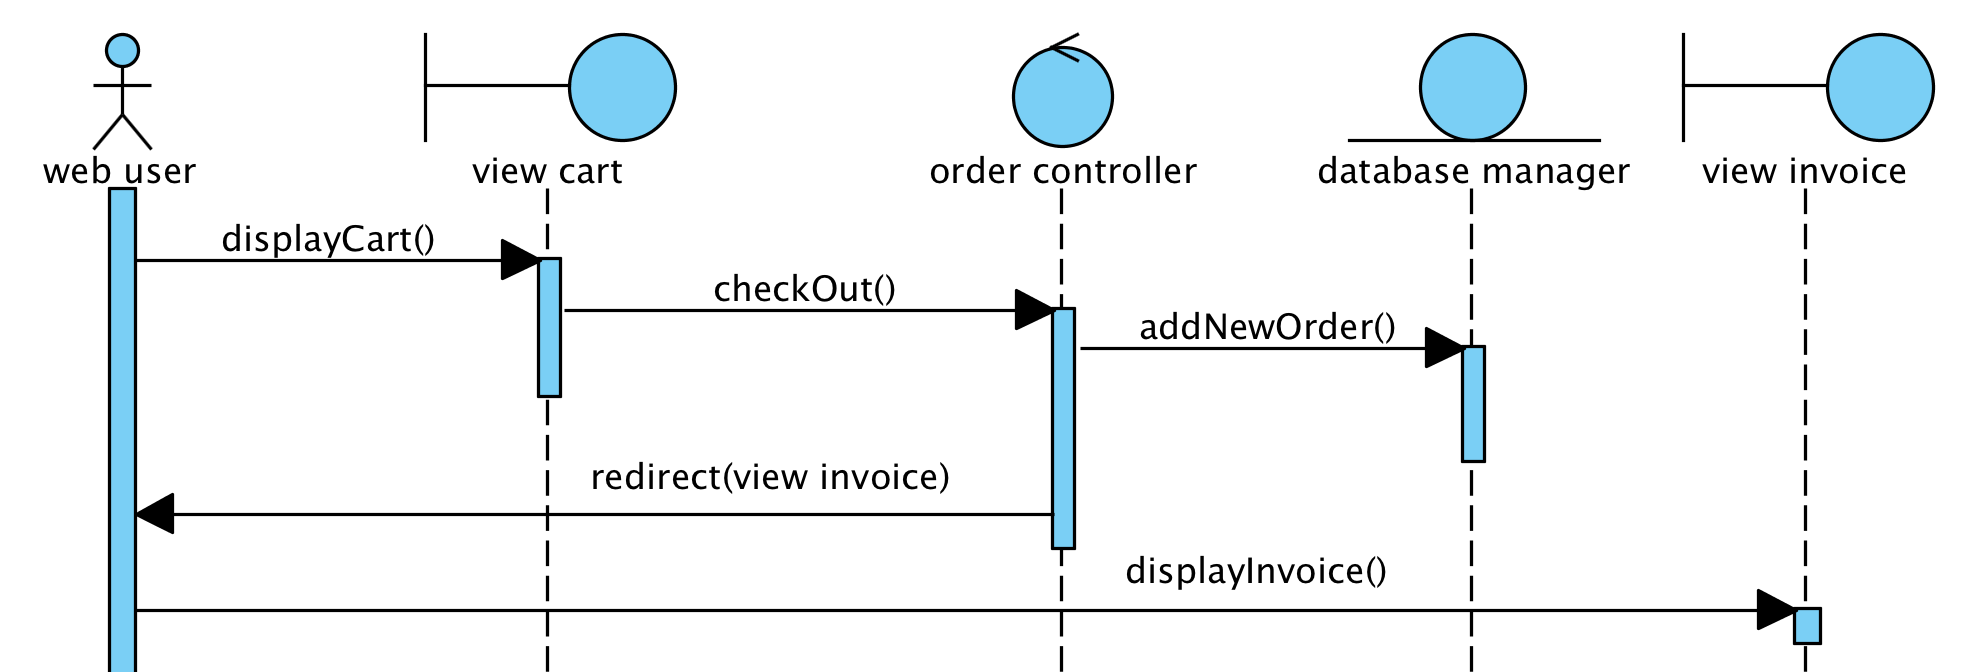 web user
view cart
order controller
database manager
view invoice
displayCart()
checkOut()
addNewOrder()
redirect(view invoice)
displayInvoice()